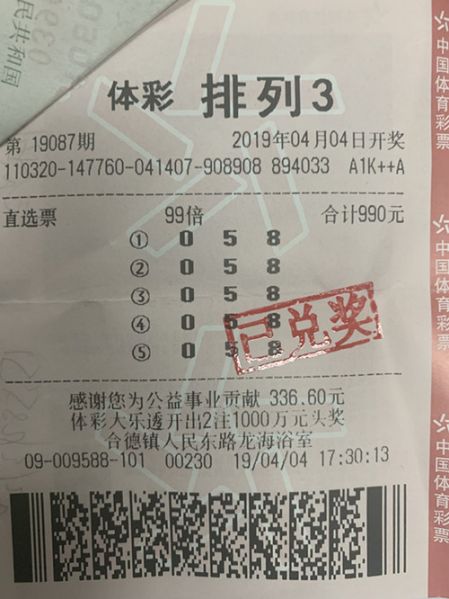 民共和国
体彩 排列3
第 19087期 2019年04月04日开奖
110320-147760-041407-908908 894033 A1K++A
直选票 99倍 合计990元
① 0 5 8
② 0 5 8
③ 0 5 8
④ 0 5 8
⑤ 0 5 8
已兑奖
感谢您为公益事业贡献 336.60元
体彩大乐透开出2注1000万元头奖
合德镇人民东路龙海浴室
09-009588-101 00230 19/04/04 17:30:13
中国体育彩票
中国体育彩票
中国体育彩票